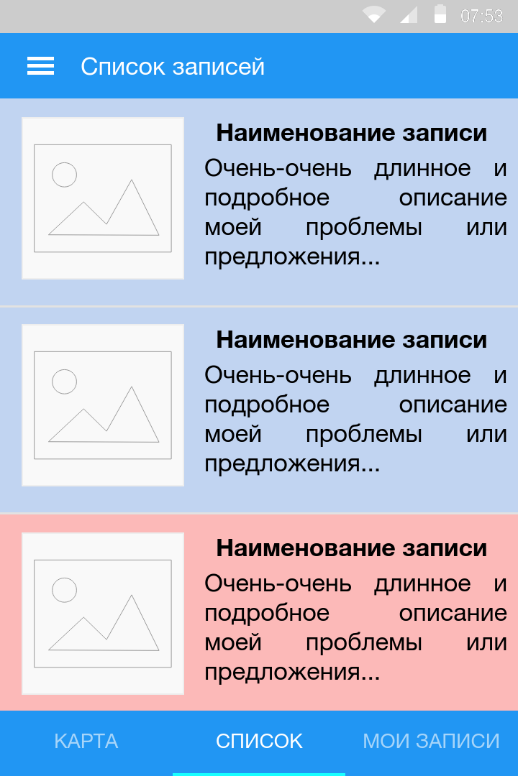 07:53
Список записей
Наименование записи
Очень-очень длинное и
подробное описание
моей проблемы или
предложения...
Наименование записи
Очень-очень длинное и
подробное описание
моей проблемы или
предложения...
Наименование записи
Очень-очень длинное и
подробное описание
моей проблемы или
предложения...
КАРТА СПИСОК МОИ ЗАПИСИ